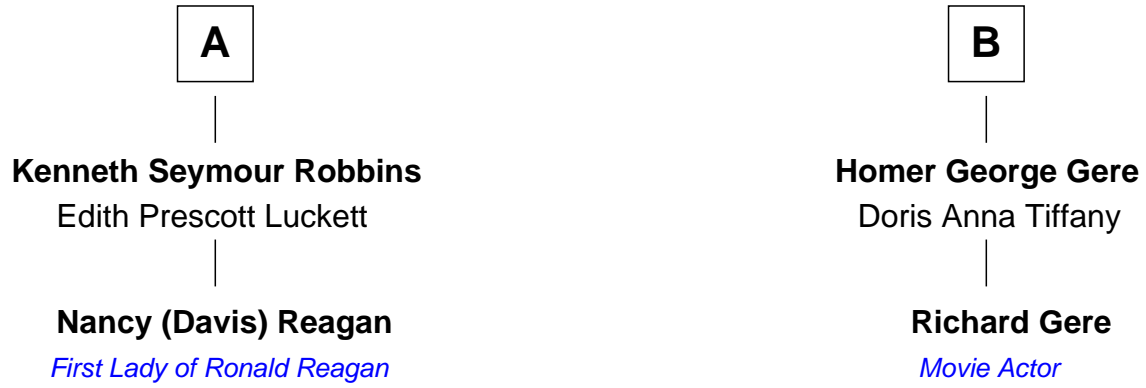 A
Kenneth Seymour Robbins
Edith Prescott Luckett
Nancy (Davis) Reagan
First Lady of Ronald Reagan
B
Homer George Gere
Doris Anna Tiffany
Richard Gere
Movie Actor